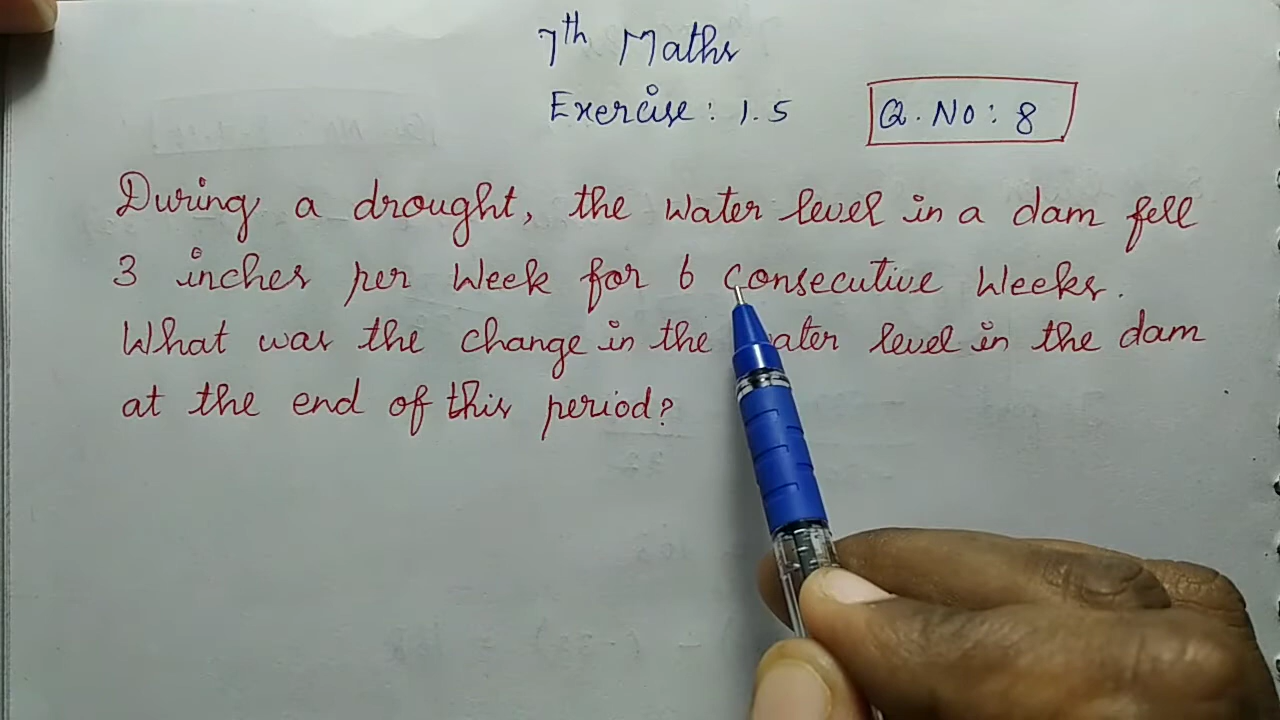 7th Maths
Exercise: 1.5
Q. No: 8
During a drought, the water level in a dam fell
3 inches per week for 6 consecutive weeks.
What was the change in the water level in the dam
at the end of this period?